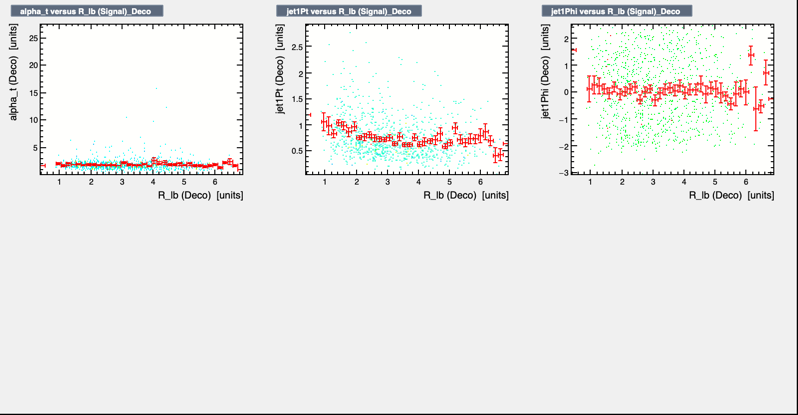 alpha_t versus R_lb (Signal)_Deco
alpha_t (Deco) [units]
25
20
15
10
5
1 2 3 4 5 6
R_lb (Deco) [units]
jet1Pt versus R_lb (Signal)_Deco
jet1Pt (Deco) [units]
2.5
2
1.5
1
0.5
1 2 3 4 5 6
R_lb (Deco) [units]
jet1Phi versus R_lb (Signal)_Deco
jet1Phi (Deco) [units]
2
1
0
−1
−2
−3
1 2 3 4 5 6
R_lb (Deco) [units]